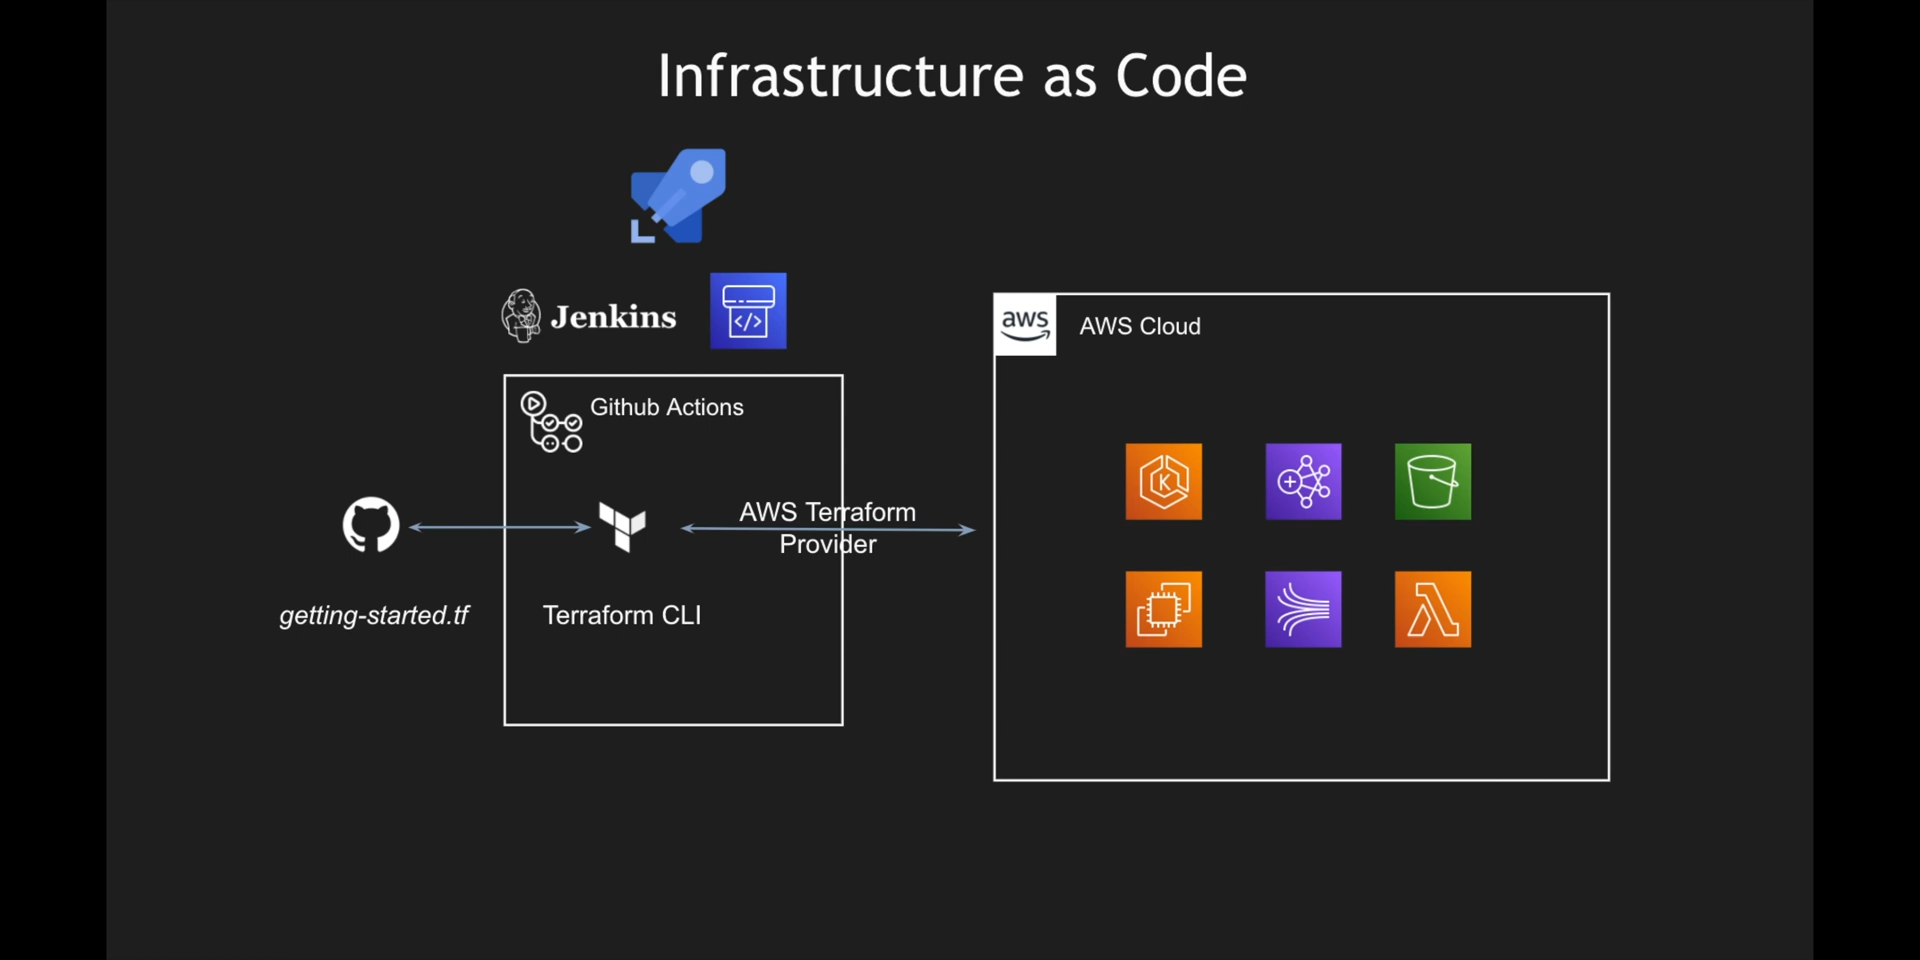 Infrastructure as Code
Jenkins
</>
aws
AWS Cloud
Github Actions
K
AWS Terraform
Provider
getting-started.tf
Terraform CLI